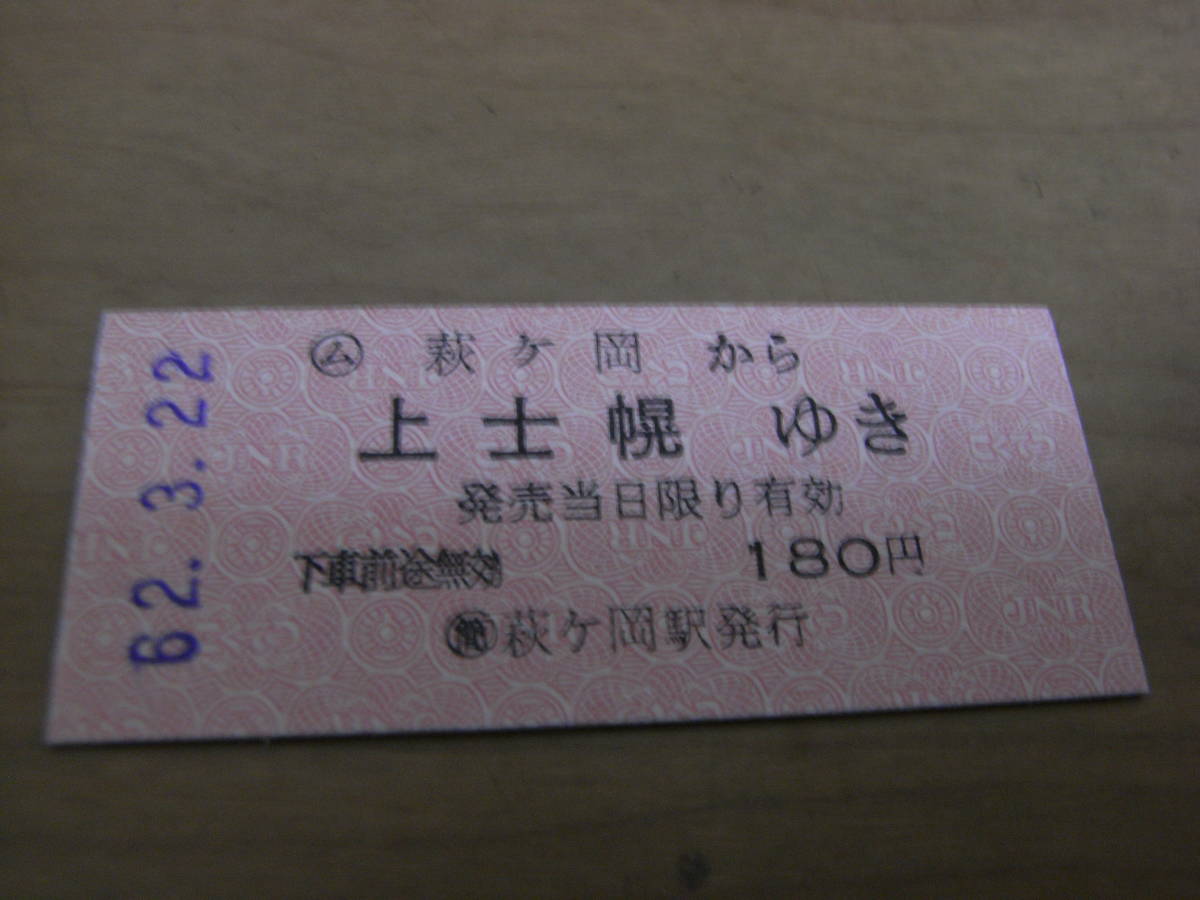 ㋰ 萩ケ岡 から
上士幌 ゆき
発売当日限り有効
下車前途無効 180円
萩ケ岡駅発行
62. 3. 22